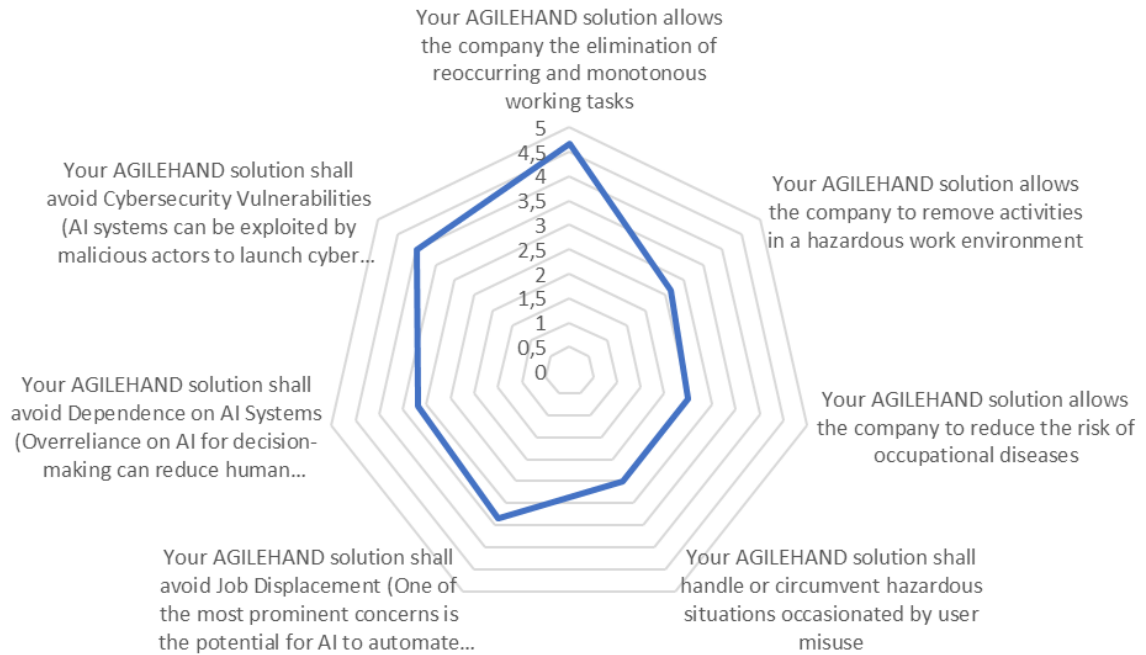 Your AGILEHAND solution allows
the company the elimination of
reoccurring and monotonous
working tasks
5
4,5
4
3,5
3
2,5
2
1,5
1
0,5
0
Your AGILEHAND solution allows
the company to remove activities
in a hazardous work environment
Your AGILEHAND solution allows
the company to reduce the risk of
occupational diseases
Your AGILEHAND solution shall
handle or circumvent hazardous
situations occasionated by user
misuse
Your AGILEHAND solution shall
avoid Job Displacement (One of
the most prominent concerns is
the potential for AI to automate…
Your AGILEHAND solution shall
avoid Dependence on AI Systems
(Overreliance on AI for decision-
making can reduce human…
Your AGILEHAND solution shall
avoid Cybersecurity Vulnerabilities
(AI systems can be exploited by
malicious actors to launch cyber…